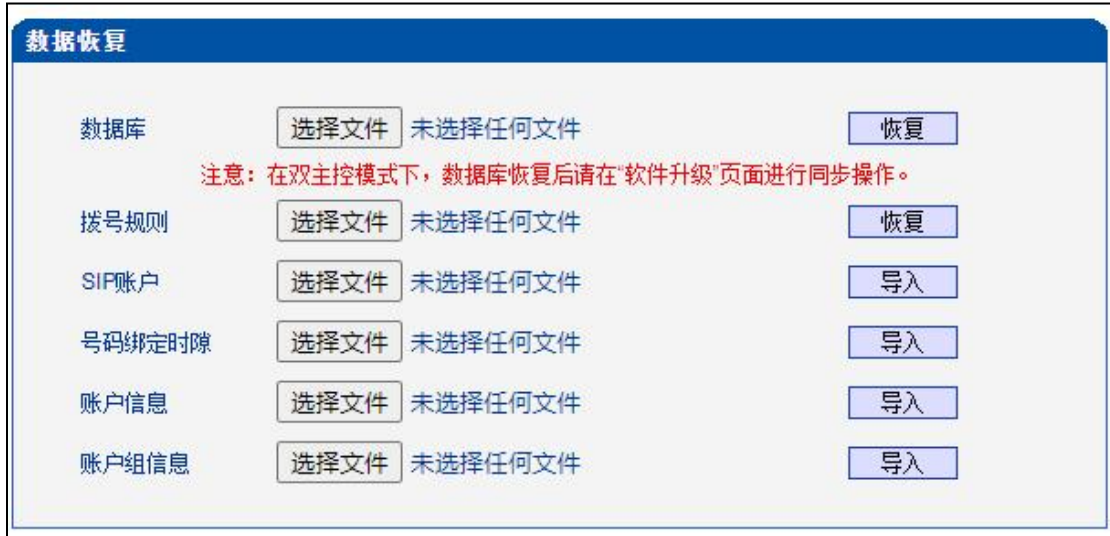 数据恢复
数据库 选择文件 未选择任何文件 恢复
注意：在双主控模式下，数据库恢复后请在“软件升级”页面进行同步操作。
拨号规则 选择文件 未选择任何文件 恢复
SIP账户 选择文件 未选择任何文件 导入
号码绑定时隙 选择文件 未选择任何文件 导入
账户信息 选择文件 未选择任何文件 导入
账户组信息 选择文件 未选择任何文件 导入